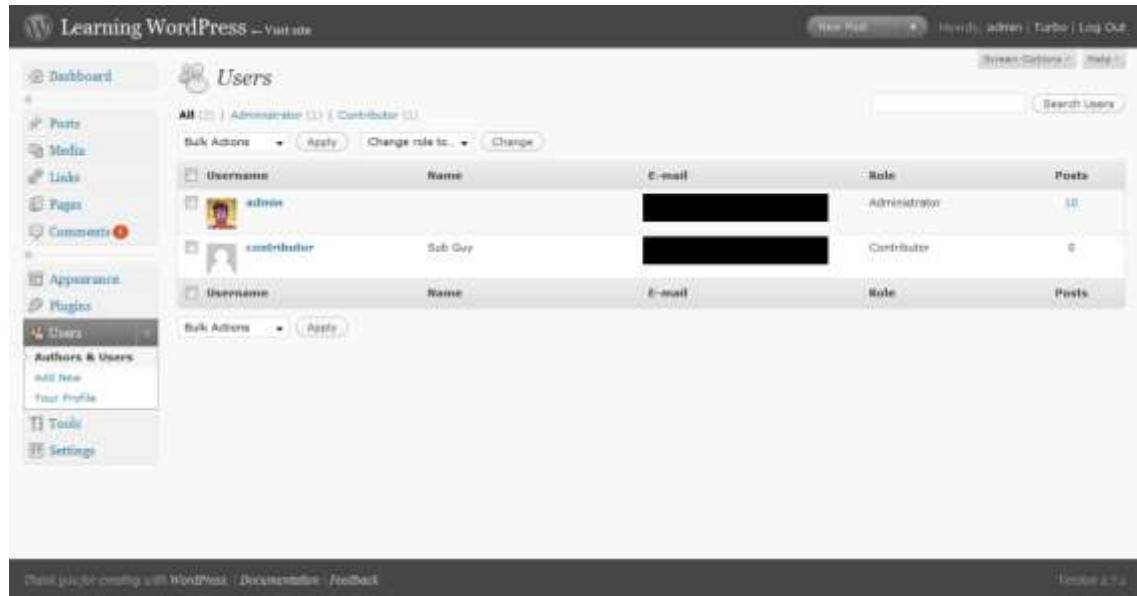 Learning WordPress ← Visit site
New Post
Howdy, admin | Turbo | Log Out
Screen Options Help
Dashboard
Posts
Media
Links
Pages
Comments
Appearance
Plugins
Users
Authors & Users
Add New
Your Profile
Tools
Settings
Users
All (2) | Administrator (1) | Contributor (1)
Search Users
Bulk Actions Apply Change role to... Change
Username Name E-mail Role Posts
admin Administrator 10
contributor Sub Guy Contributor 0
Username Name E-mail Role Posts
Bulk Actions Apply
Thank you for creating with WordPress | Documentation | Feedback
Version